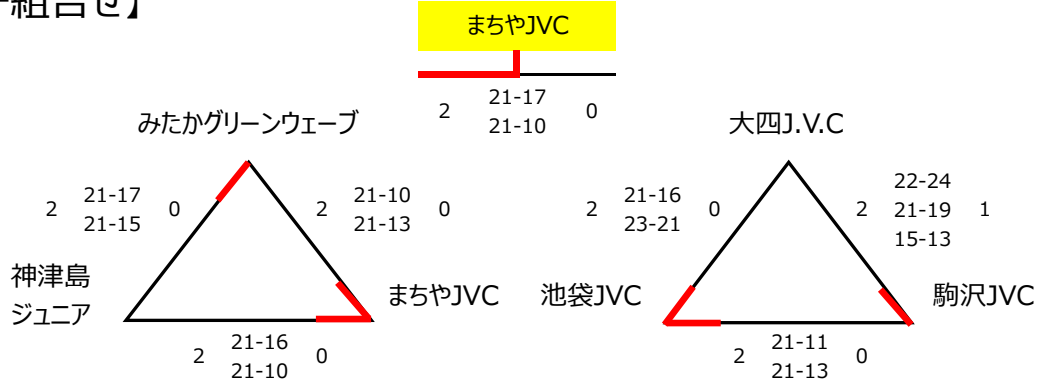 組合せ】
まちやJVC
2 21-17 0
21-10
みたかグリーンウェーブ
大四J.V.C
2 21-17 0
21-15
2 21-10 0
21-13
2 21-16 0
23-21
22-24
2 21-19 1
15-13
神津島
ジュニア
まちやJVC
池袋JVC
駒沢JVC
2 21-16 0
21-10
2 21-11 0
21-13